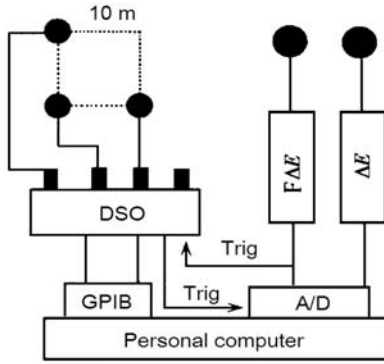 10 m
FΔE
ΔE
DSO
Trig
Trig
GPIB
A/D
Personal computer